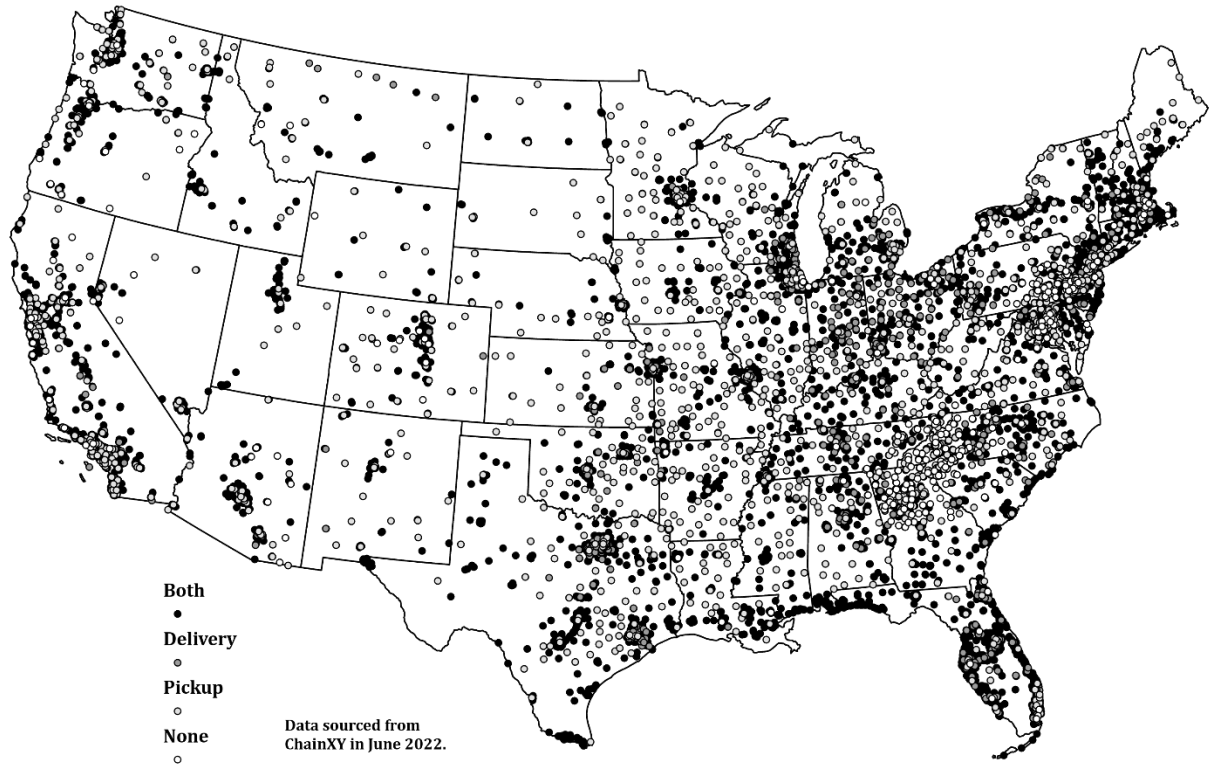 Both
Delivery
Pickup
None
Data sourced from
ChainXY in June 2022.